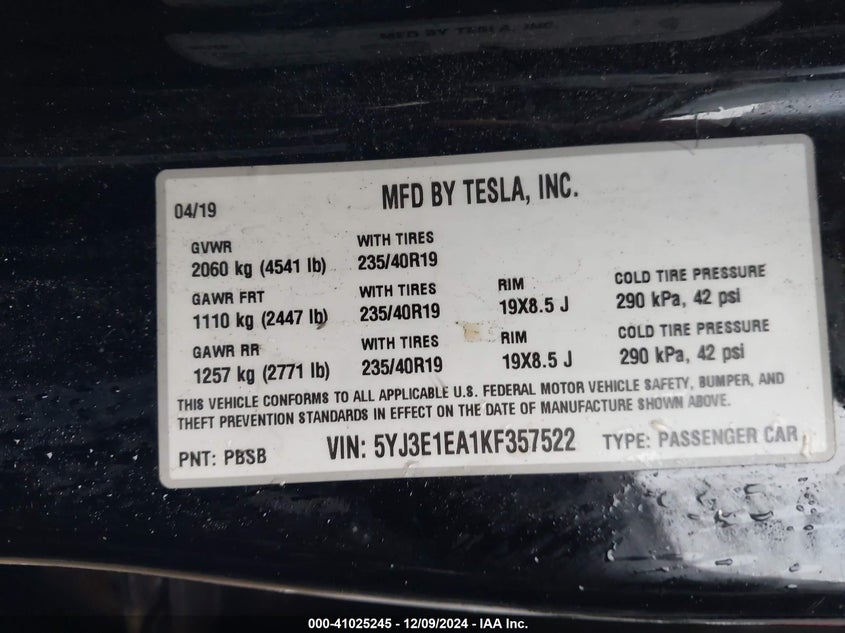 MFD BY TESLA, INC.
MFD BY TESLA, INC.
04/19
GVWR WITH TIRES
2060 kg (4541 lb) 235/40R19
GAWR FRT WITH TIRES RIM COLD TIRE PRESSURE
1110 kg (2447 lb) 235/40R19 19X8.5 J 290 kPa, 42 psi
GAWR RR WITH TIRES RIM COLD TIRE PRESSURE
1257 kg (2771 lb) 235/40R19 19X8.5 J 290 kPa, 42 psi
THIS VEHICLE CONFORMS TO ALL APPLICABLE U.S. FEDERAL MOTOR VEHICLE SAFETY, BUMPER, AND
THEFT PREVENTION STANDARDS IN EFFECT ON THE DATE OF MANUFACTURE SHOWN ABOVE.
PNT: PBSB VIN: 5YJ3E1EA1KF357522 TYPE: PASSENGER CAR
000-41025245 - 12/09/2024 - IAA Inc.